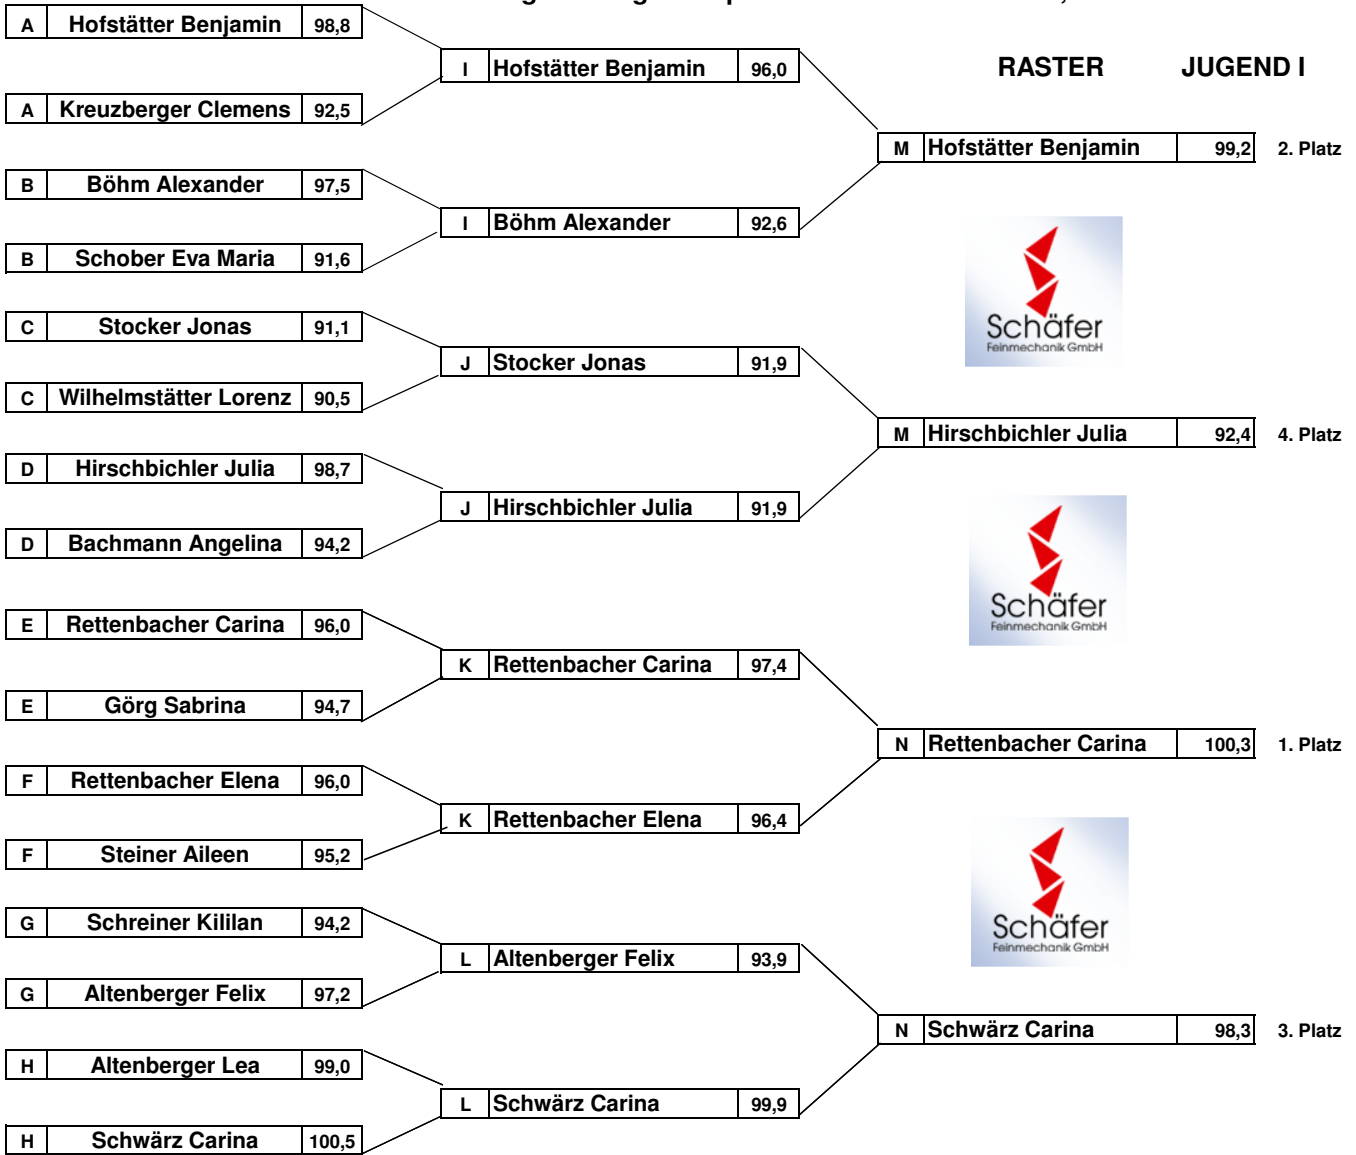 A Hofstätter Benjamin 98,8
I Hofstätter Benjamin 96,0
RASTER JUGEND I
A Kreuzberger Clemens 92,5
M Hofstätter Benjamin 99,2 2. Platz
B Böhm Alexander 97,5
I Böhm Alexander 92,6
B Schober Eva Maria 91,6
C Stocker Jonas 91,1
Schäfer
Feinmechanik GmbH
J Stocker Jonas 91,9
C Wilhelmstätter Lorenz 90,5
M Hirschbichler Julia 92,4 4. Platz
D Hirschbichler Julia 98,7
J Hirschbichler Julia 91,9
D Bachmann Angelina 94,2
Schäfer
Feinmechanik GmbH
E Rettenbacher Carina 96,0
K Rettenbacher Carina 97,4
E Görg Sabrina 94,7
N Rettenbacher Carina 100,3 1. Platz
F Rettenbacher Elena 96,0
K Rettenbacher Elena 96,4
F Steiner Aileen 95,2
G Schreiner Kililan 94,2
Schäfer
Feinmechanik GmbH
L Altenberger Felix 93,9
G Altenberger Felix 97,2
N Schwärz Carina 98,3 3. Platz
H Altenberger Lea 99,0
L Schwärz Carina 99,9
H Schwärz Carina 100,5